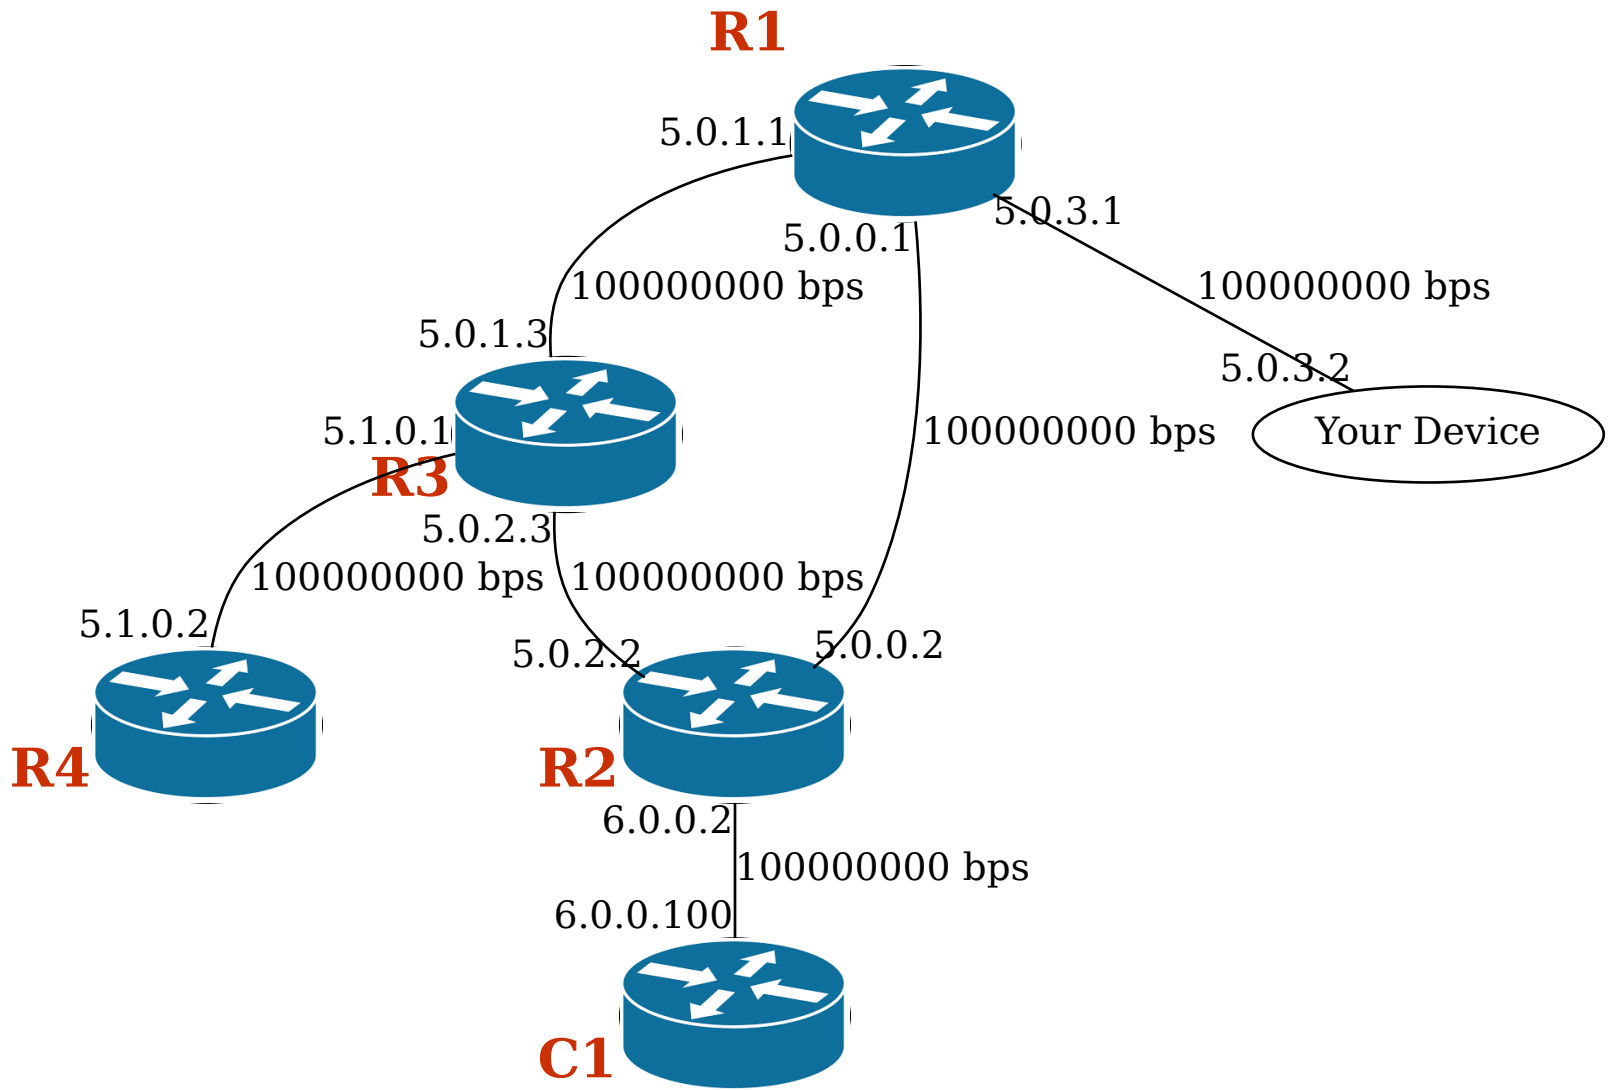 R1
5.0.1.1
5.0.3.1
5.0.0.1
100000000 bps
100000000 bps
5.0.1.3
5.0.3.2
5.1.0.1
100000000 bps
Your Device
R3
5.0.2.3
100000000 bps
100000000 bps
5.1.0.2
5.0.2.2
5.0.0.2
R4
R2
6.0.0.2
100000000 bps
6.0.0.100
C1